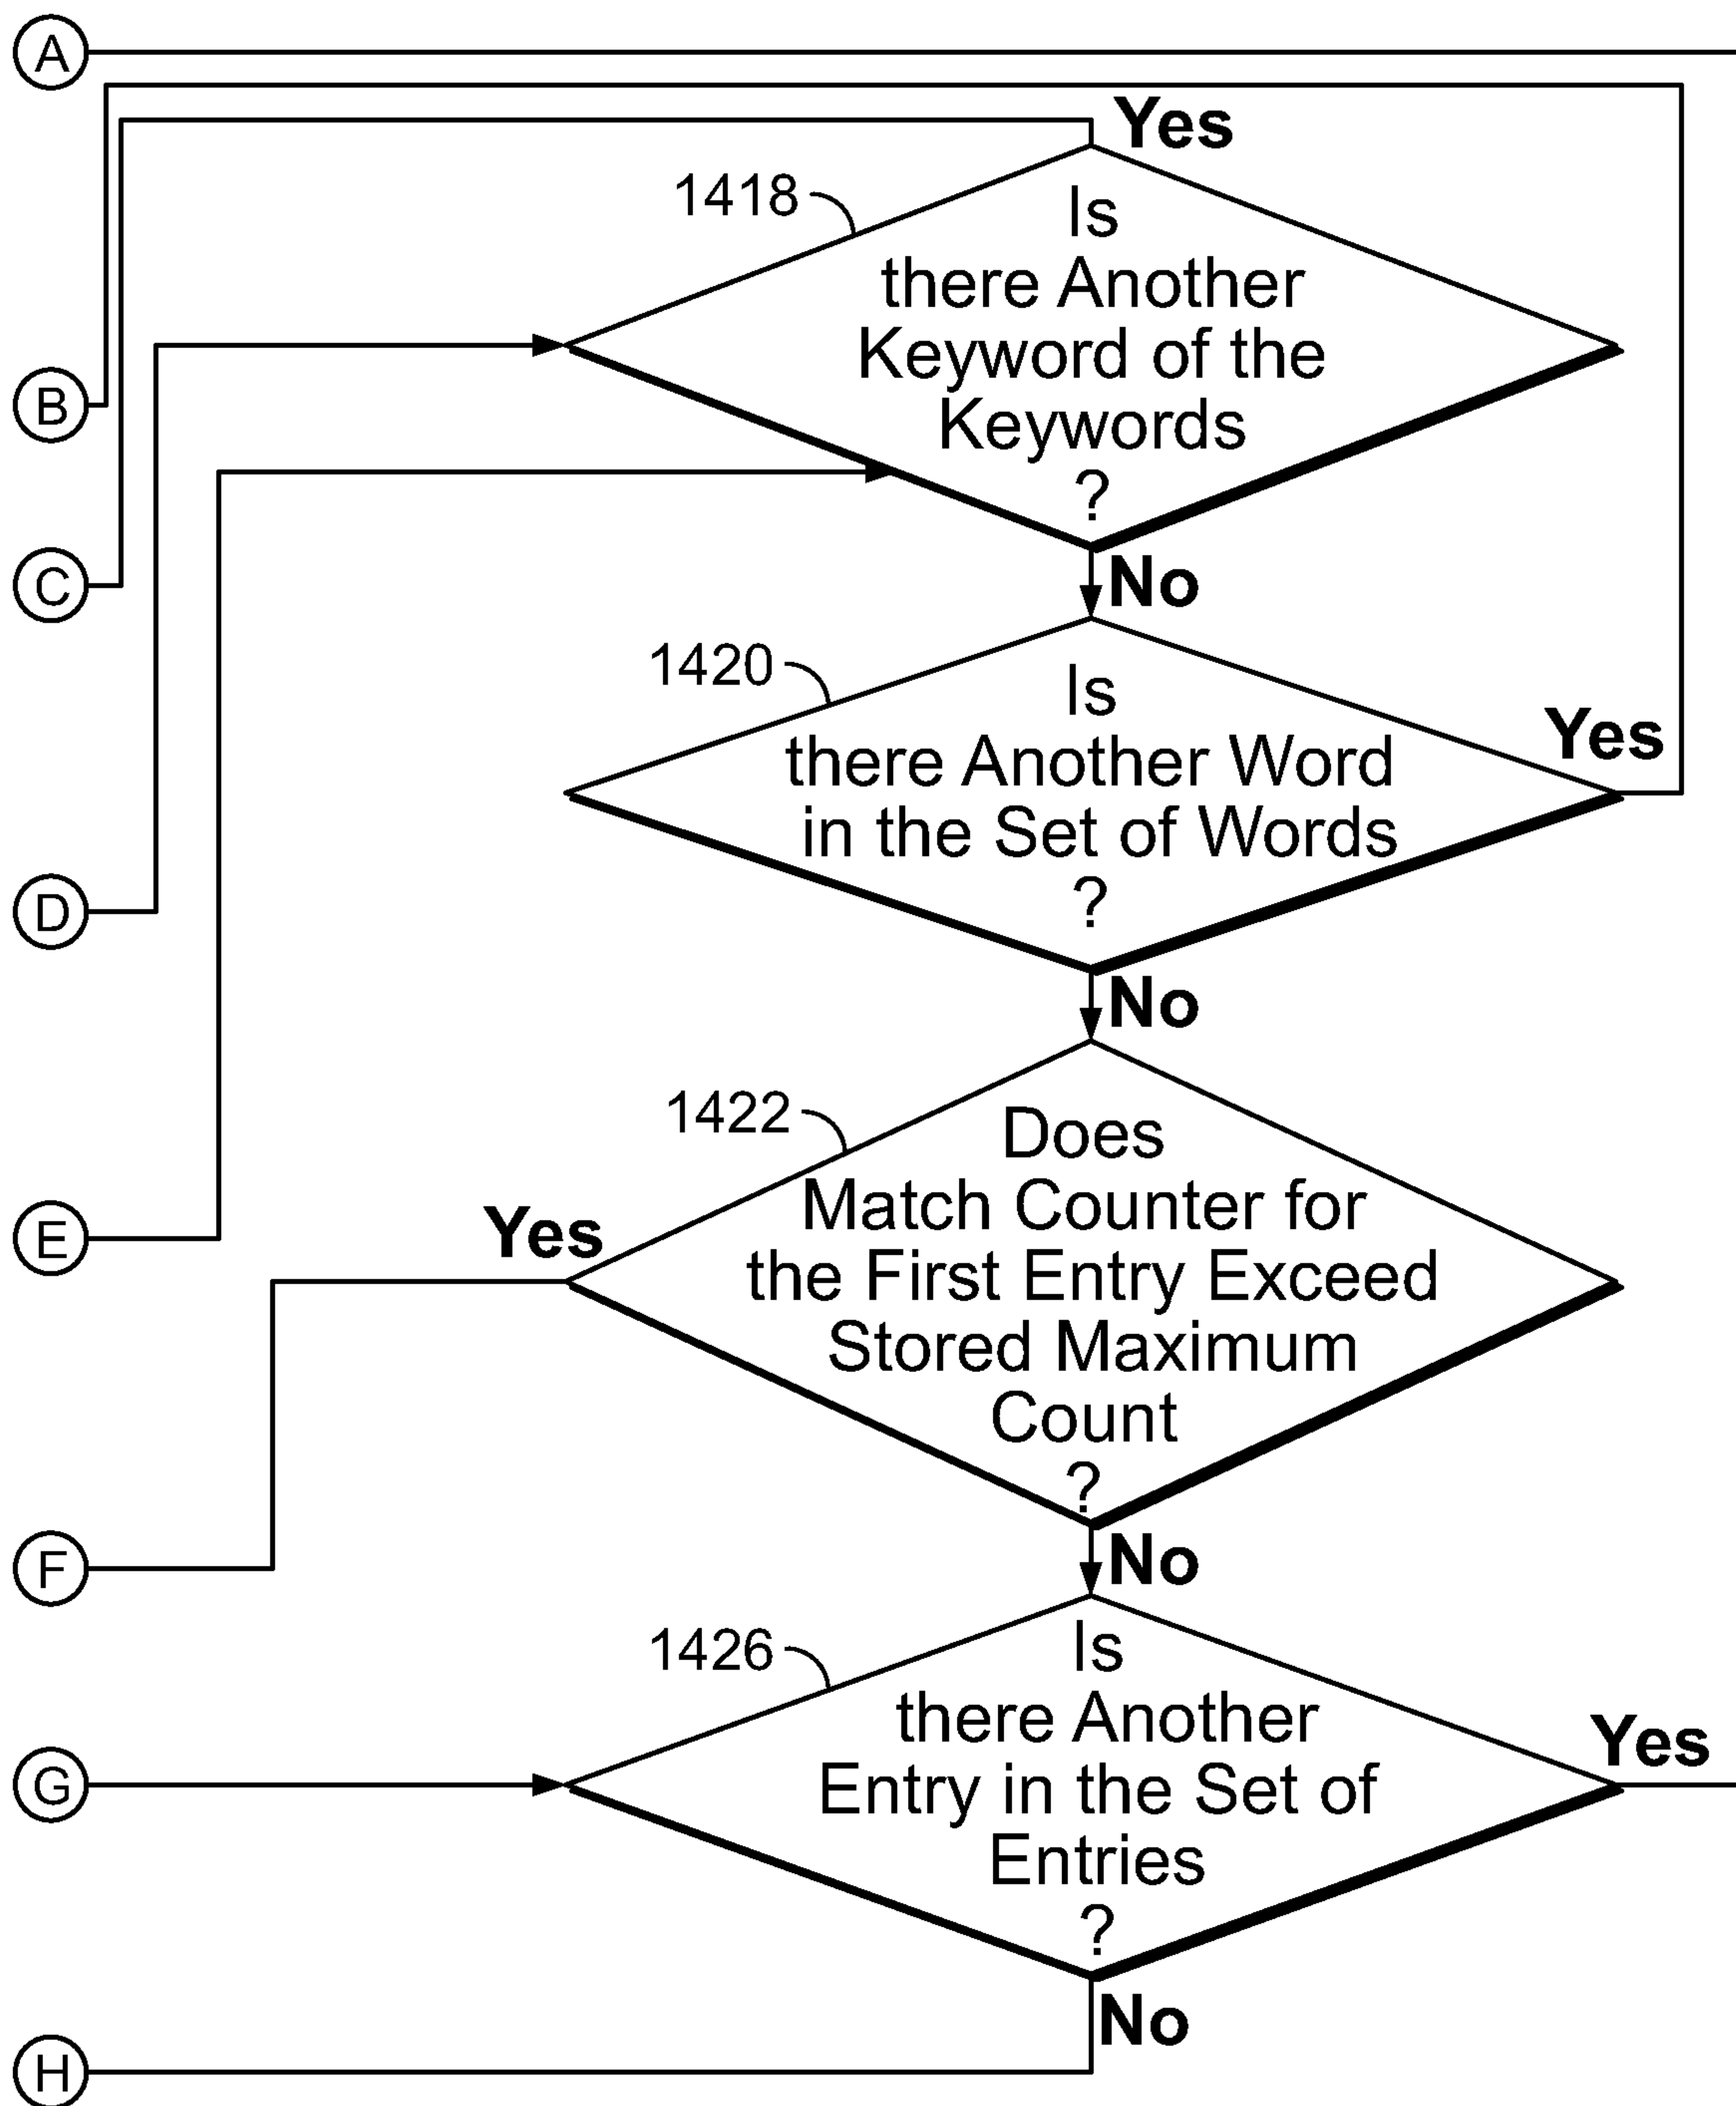 A
Yes
1418
Is
there Another
Keyword of the
Keywords
?
B
C
No
1420
Is
there Another Word
in the Set of Words
?
Yes
D
No
1422
Does
Match Counter for
the First Entry Exceed
Stored Maximum
Count
?
Yes
E
F
No
1426
Is
there Another
Entry in the Set of
Entries
?
Yes
G
No
H